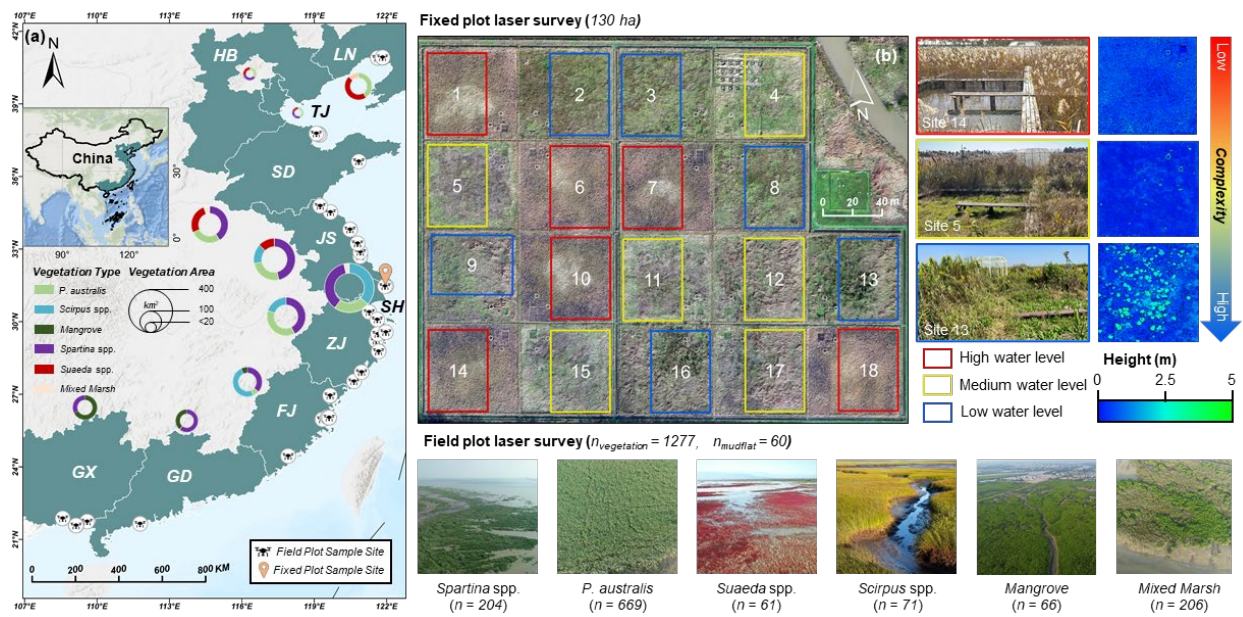 107°E 110°E 113°E 116°E 119°E 122°E
42°N
39°N
36°N
33°N
30°N
27°N
24°N
21°N
(a)
N
HB
LN
TJ
SD
JS
SH
ZJ
FJ
GX
GD
China
30°
0°
90° 120°
Vegetation Type
P. australis
Scirpus spp.
Mangrove
Spartina spp.
Suaeda spp.
Mixed Marsh
Vegetation Area
km²
400
100
<20
Field Plot Sample Site
Fixed Plot Sample Site
0 200 400 600 800 KM
107°E 110°E 113°E 116°E 119°E 122°E
Fixed plot laser survey (130 ha)
(b)
N
1 2 3 4
5 6 7 8
9 10 11 12 13
14 15 16 17 18
0 20 40 m
Site 14
Site 5
Site 13
Low
Complexity
High
High water level
Medium water level
Low water level
Height (m)
0 2.5 5
Field plot laser survey (nvegetation = 1277, nmudflat = 60)
Spartina spp.
(n = 204)
P. australis
(n = 669)
Suaeda spp.
(n = 61)
Scirpus spp.
(n = 71)
Mangrove
(n = 66)
Mixed Marsh
(n = 206)